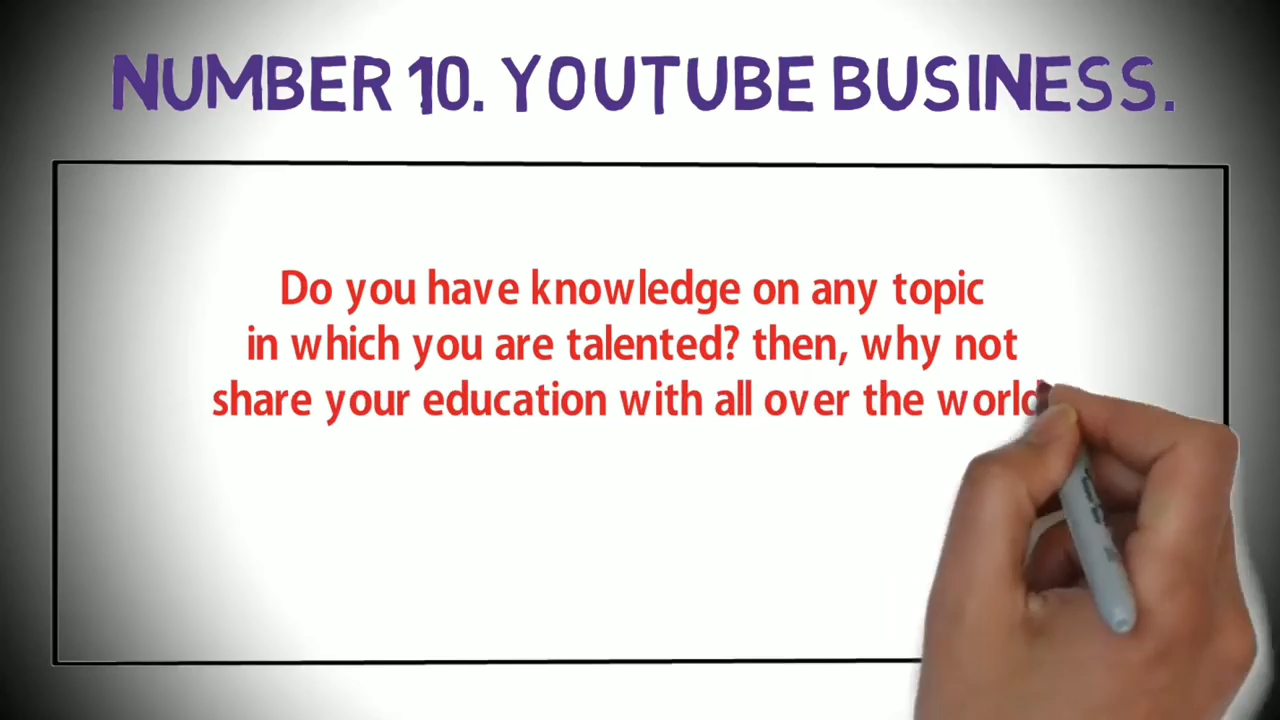 NUMBER 10. YOUTUBE BUSINESS.
Do you have knowledge on any topic
in which you are talented? then, why not
share your education with all over the world